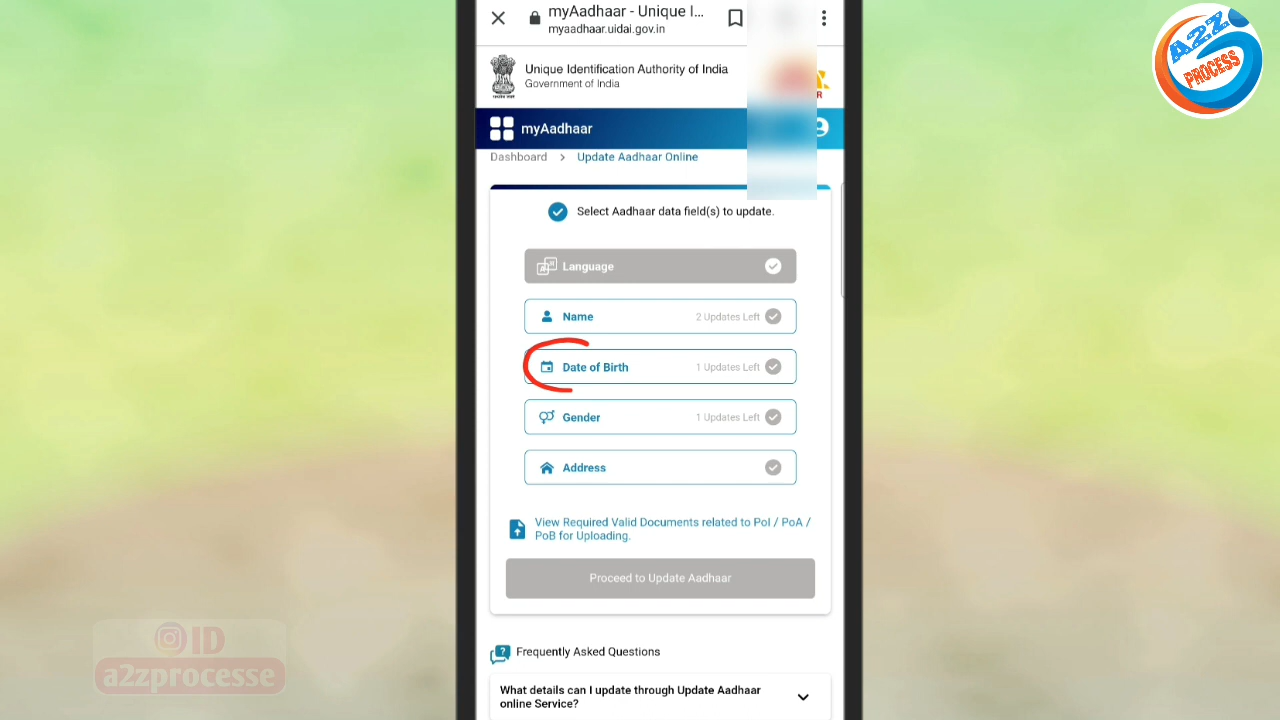 myAadhaar - Unique I...
myaadhaar.uidai.gov.in
A2Z
PROCESS
Unique Identification Authority of India
Government of India
R
myAadhaar
Dashboard > Update Aadhaar Online
Select Aadhaar data field(s) to update.
Language
Name 2 Updates Left
Date of Birth 1 Updates Left
Gender 1 Updates Left
Address
View Required Valid Documents related to PoI / PoA /
PoB for Uploading.
Proceed to Update Aadhaar
ID
a2zprocesse
Frequently Asked Questions
What details can I update through Update Aadhaar
online Service?